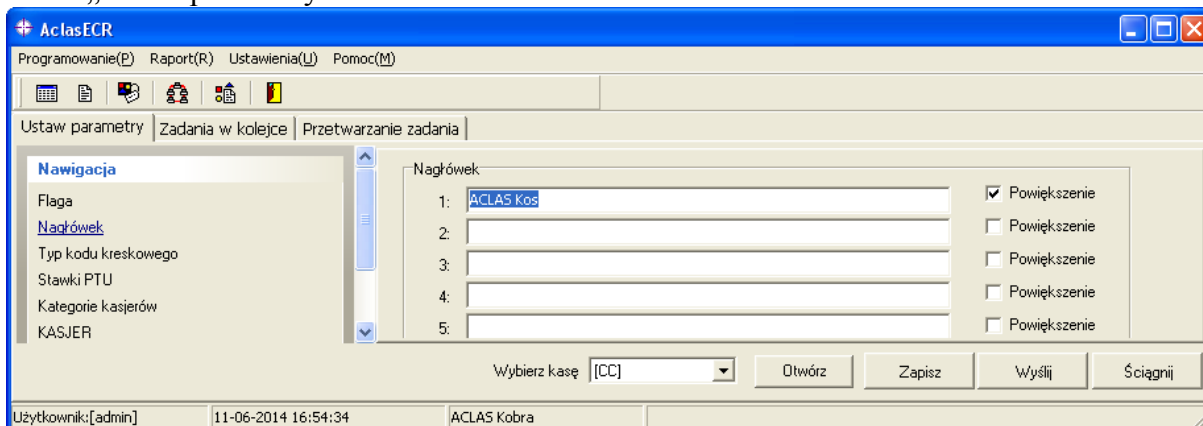 AclasECR
Programowanie(P) Raport(R) Ustawienia(U) Pomoc(M)
Ustaw parametry Zadania w kolejce Przetwarzanie zadania
Nawigacja
Flaga
Nagłówek
Typ kodu kreskowego
Stawki PTU
Kategorie kasjerów
KASJER
Nagłówek
1: ACLAS Kos Powiększenie
2: Powiększenie
3: Powiększenie
4: Powiększenie
5: Powiększenie
Wybierz kasę [CC] Otwórz Zapisz Wyślij Ściągnij
Użytkownik:[admin] 11-06-2014 16:54:34 ACLAS Kobra